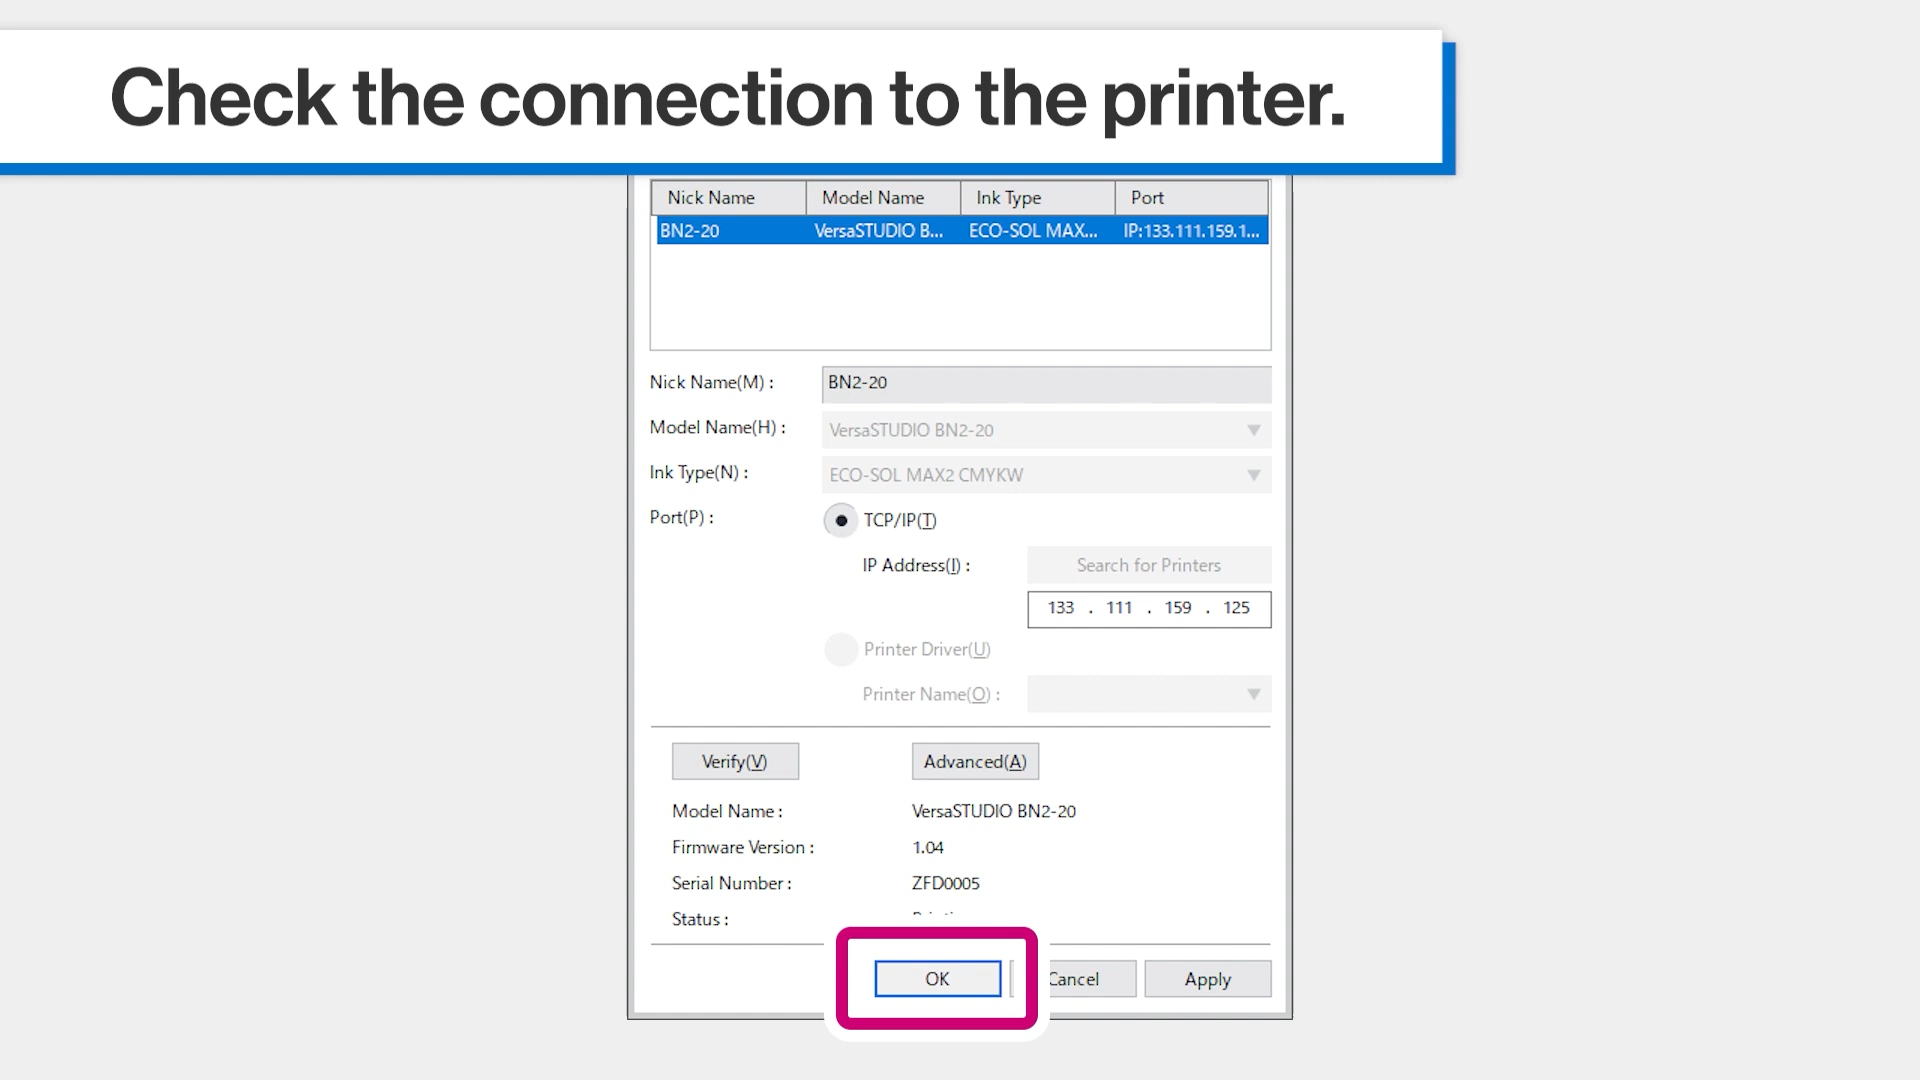 Check the connection to the printer.
Nick Name Model Name Ink Type Port
BN2-20 VersaSTUDIO B... ECO-SOL MAX... IP:133.111.159.1...
Nick Name(M) : BN2-20
Model Name(H) : VersaSTUDIO BN2-20
Ink Type(N) : ECO-SOL MAX2 CMYKW
Port(P) : TCP/IP(T)
IP Address(I) : Search for Printers
133 . 111 . 159 . 125
Printer Driver(U)
Printer Name(O) :
Verify(V) Advanced(A)
Model Name : VersaSTUDIO BN2-20
Firmware Version : 1.04
Serial Number : ZFD0005
Status :
OK Cancel Apply